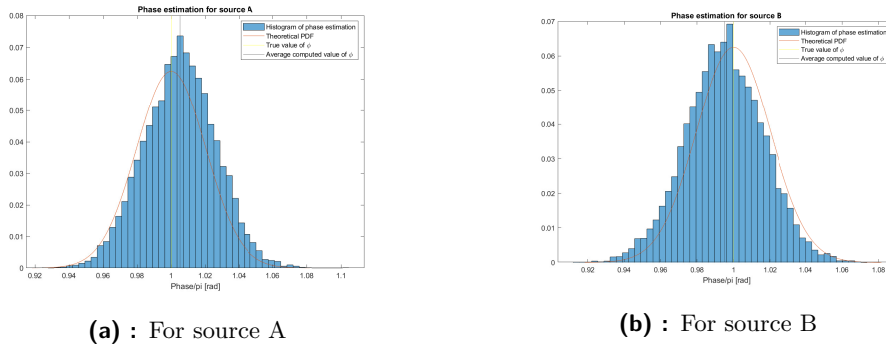 Phase estimation for source A
Histogram of phase estimation
Theoretical PDF
True value of ϕ
Average computed value of ϕ
0.08
0.07
0.06
0.05
0.04
0.03
0.02
0.01
0
0.92 0.94 0.96 0.98 1 1.02 1.04 1.06 1.08 1.1
Phase/pi [rad]
(a) : For source A
Phase estimation for source B
Histogram of phase estimation
Theoretical PDF
True value of ϕ
Average computed value of ϕ
0.07
0.06
0.05
0.04
0.03
0.02
0.01
0
0.92 0.94 0.96 0.98 1 1.02 1.04 1.06 1.08
Phase/pi [rad]
(b) : For source B